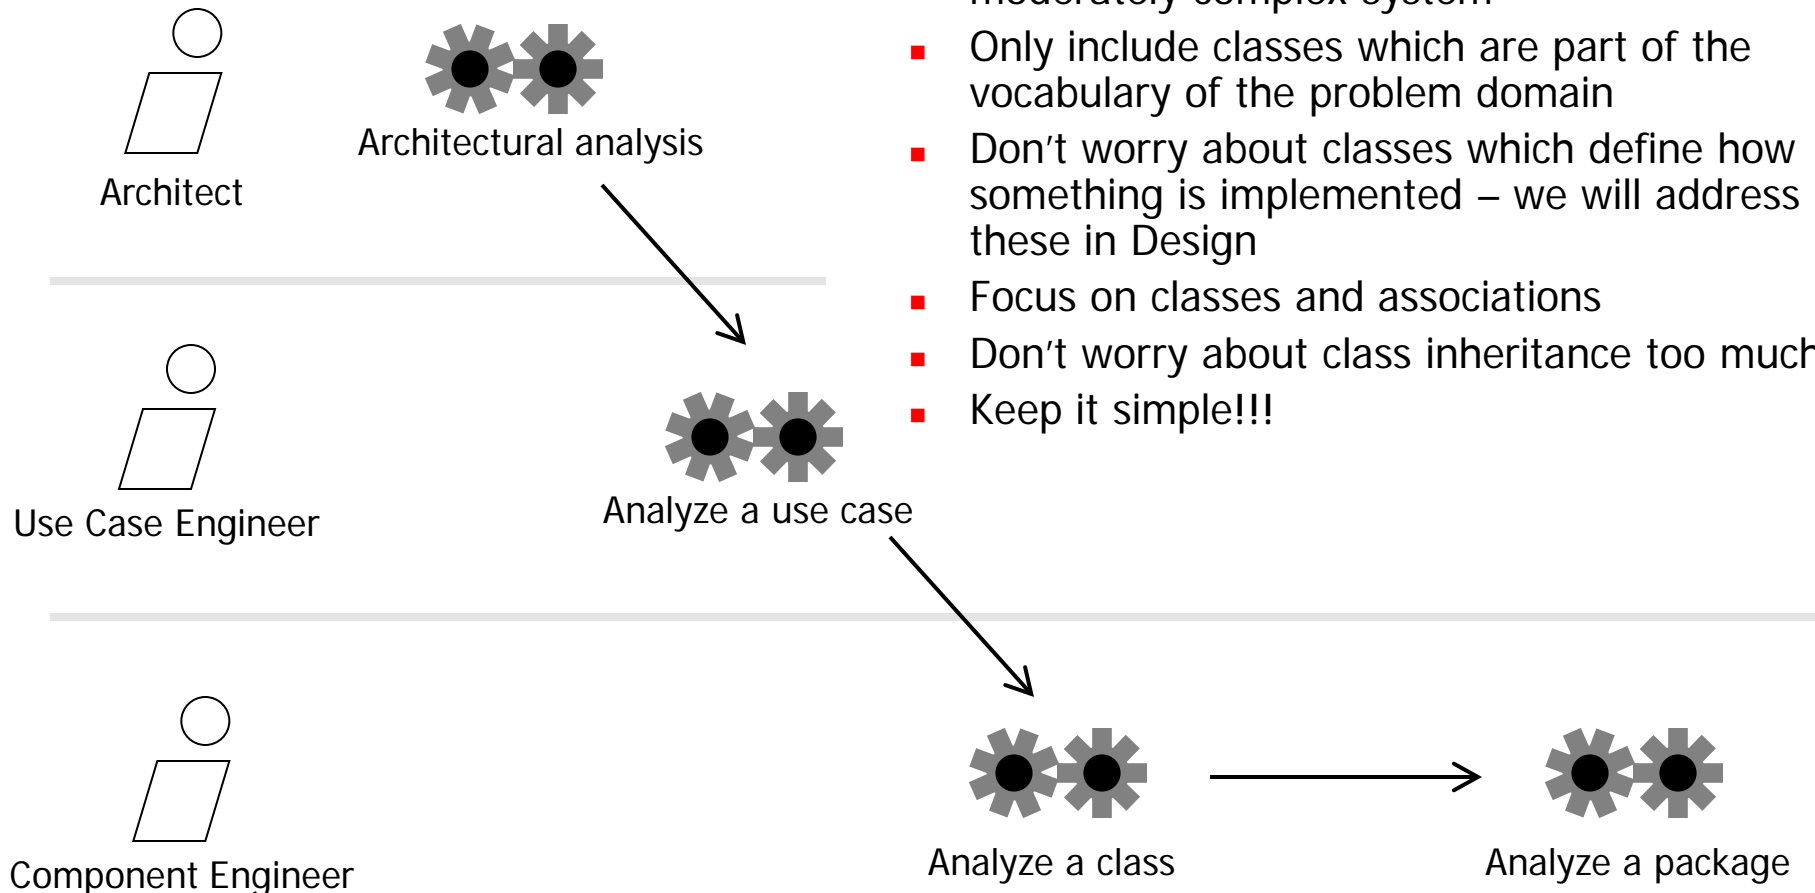 moderately complex system
Only include classes which are part of the
vocabulary of the problem domain
Don't worry about classes which define how
something is implemented – we will address
these in Design
Focus on classes and associations
Don't worry about class inheritance too much
Keep it simple!!!
Architectural analysis
Architect
Analyze a use case
Use Case Engineer
Analyze a class
Analyze a package
Component Engineer